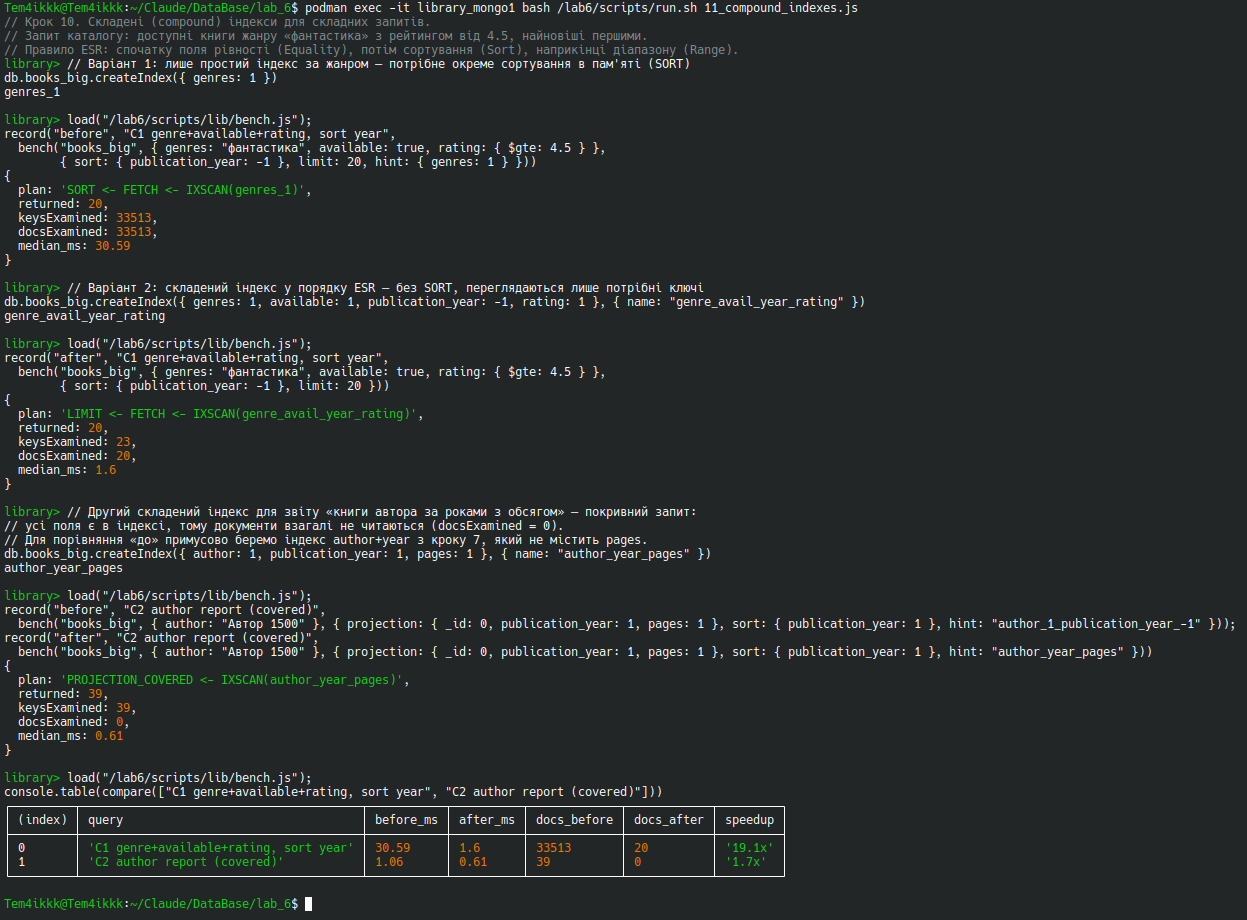 Tem4ikkk@Tem4ikkk:~/Claude/DataBase/lab_6$ podman exec -it library_mongo1 bash /lab6/scripts/run.sh 11_compound_indexes.js
// Крок 10. Складені (compound) індекси для складних запитів.
// Запит каталогу: доступні книги жанру «фантастика» з рейтингом від 4.5, найновіші першими.
// Правило ESR: спочатку поля рівності (Equality), потім сортування (Sort), наприкінці діапазону (Range).
library> // Варіант 1: лише простий індекс за жанром — потрібне окреме сортування в пам'яті (SORT)
db.books_big.createIndex({ genres: 1 })
genres_1
library> load("/lab6/scripts/lib/bench.js");
record("before", "C1 genre+available+rating, sort year",
  bench("books_big", { genres: "фантастика", available: true, rating: { $gte: 4.5 } },
        { sort: { publication_year: -1 }, limit: 20, hint: { genres: 1 } }))
{
  plan: 'SORT <- FETCH <- IXSCAN(genres_1)',
  returned: 20,
  keysExamined: 33513,
  docsExamined: 33513,
  median_ms: 30.59
}
library> // Варіант 2: складений індекс у порядку ESR — без SORT, переглядаються лише потрібні ключі
db.books_big.createIndex({ genres: 1, available: 1, publication_year: -1, rating: 1 }, { name: "genre_avail_year_rating" })
genre_avail_year_rating
library> load("/lab6/scripts/lib/bench.js");
record("after", "C1 genre+available+rating, sort year",
  bench("books_big", { genres: "фантастика", available: true, rating: { $gte: 4.5 } },
        { sort: { publication_year: -1 }, limit: 20 }))
{
  plan: 'LIMIT <- FETCH <- IXSCAN(genre_avail_year_rating)',
  returned: 20,
  keysExamined: 23,
  docsExamined: 20,
  median_ms: 1.6
}
library> // Другий складений індекс для звіту «книги автора за роками з обсягом» — покривний запит:
// усі поля є в індексі, тому документи взагалі не читаються (docsExamined = 0).
// Для порівняння «до» примусово беремо індекс author+year з кроку 7, який не містить pages.
db.books_big.createIndex({ author: 1, publication_year: 1, pages: 1 }, { name: "author_year_pages" })
author_year_pages
library> load("/lab6/scripts/lib/bench.js");
record("before", "C2 author report (covered)",
  bench("books_big", { author: "Автор 1500" }, { projection: { _id: 0, publication_year: 1, pages: 1 }, sort: { publication_year: 1 }, hint: "author_1_publication_year_-1" }));
record("after", "C2 author report (covered)",
  bench("books_big", { author: "Автор 1500" }, { projection: { _id: 0, publication_year: 1, pages: 1 }, sort: { publication_year: 1 }, hint: "author_year_pages" }))
{
  plan: 'PROJECTION_COVERED <- IXSCAN(author_year_pages)',
  returned: 39,
  keysExamined: 39,
  docsExamined: 0,
  median_ms: 0.61
}
library> load("/lab6/scripts/lib/bench.js");
console.table(compare(["C1 genre+available+rating, sort year", "C2 author report (covered)"]))
(index) query before_ms after_ms docs_before docs_after speedup
0 'C1 genre+available+rating, sort year' 30.59 1.6 33513 20 '19.1x'
1 'C2 author report (covered)' 1.06 0.61 39 0 '1.7x'
Tem4ikkk@Tem4ikkk:~/Claude/DataBase/lab_6$